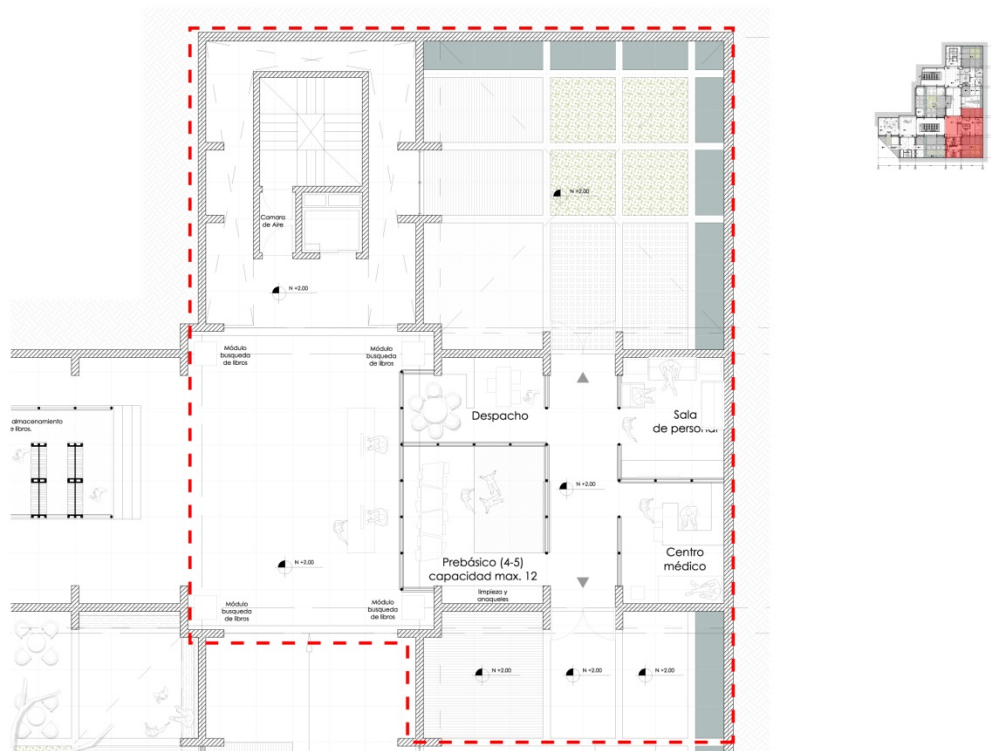 N +2.00
Camara
de Aire
N +2.00
Módulo
busqueda
de libros
Módulo
busqueda
de libros
Despacho
Sala
de personal
almacenamiento
e libros.
N +2.00
Prebásico (4-5)
capacidad max. 12
Centro
médico
N +2.00
limpieza y
anaqueles
Módulo
busqueda
de libros
Módulo
busqueda
de libros
N +2.00
N +2.00
N +2.00